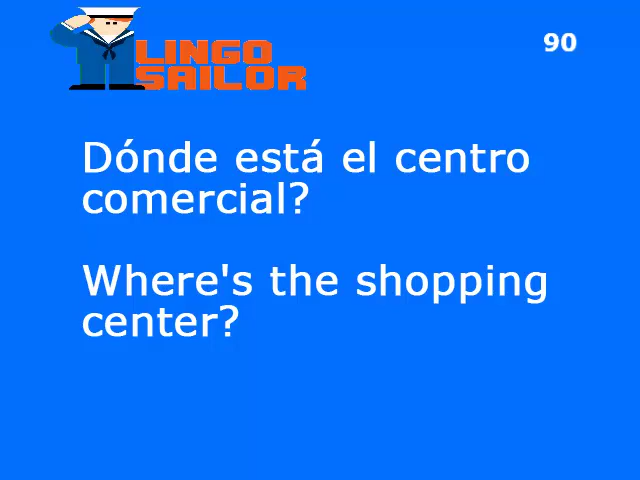 LINGO
SAILOR
90
Dónde está el centro
comercial?
Where's the shopping
center?